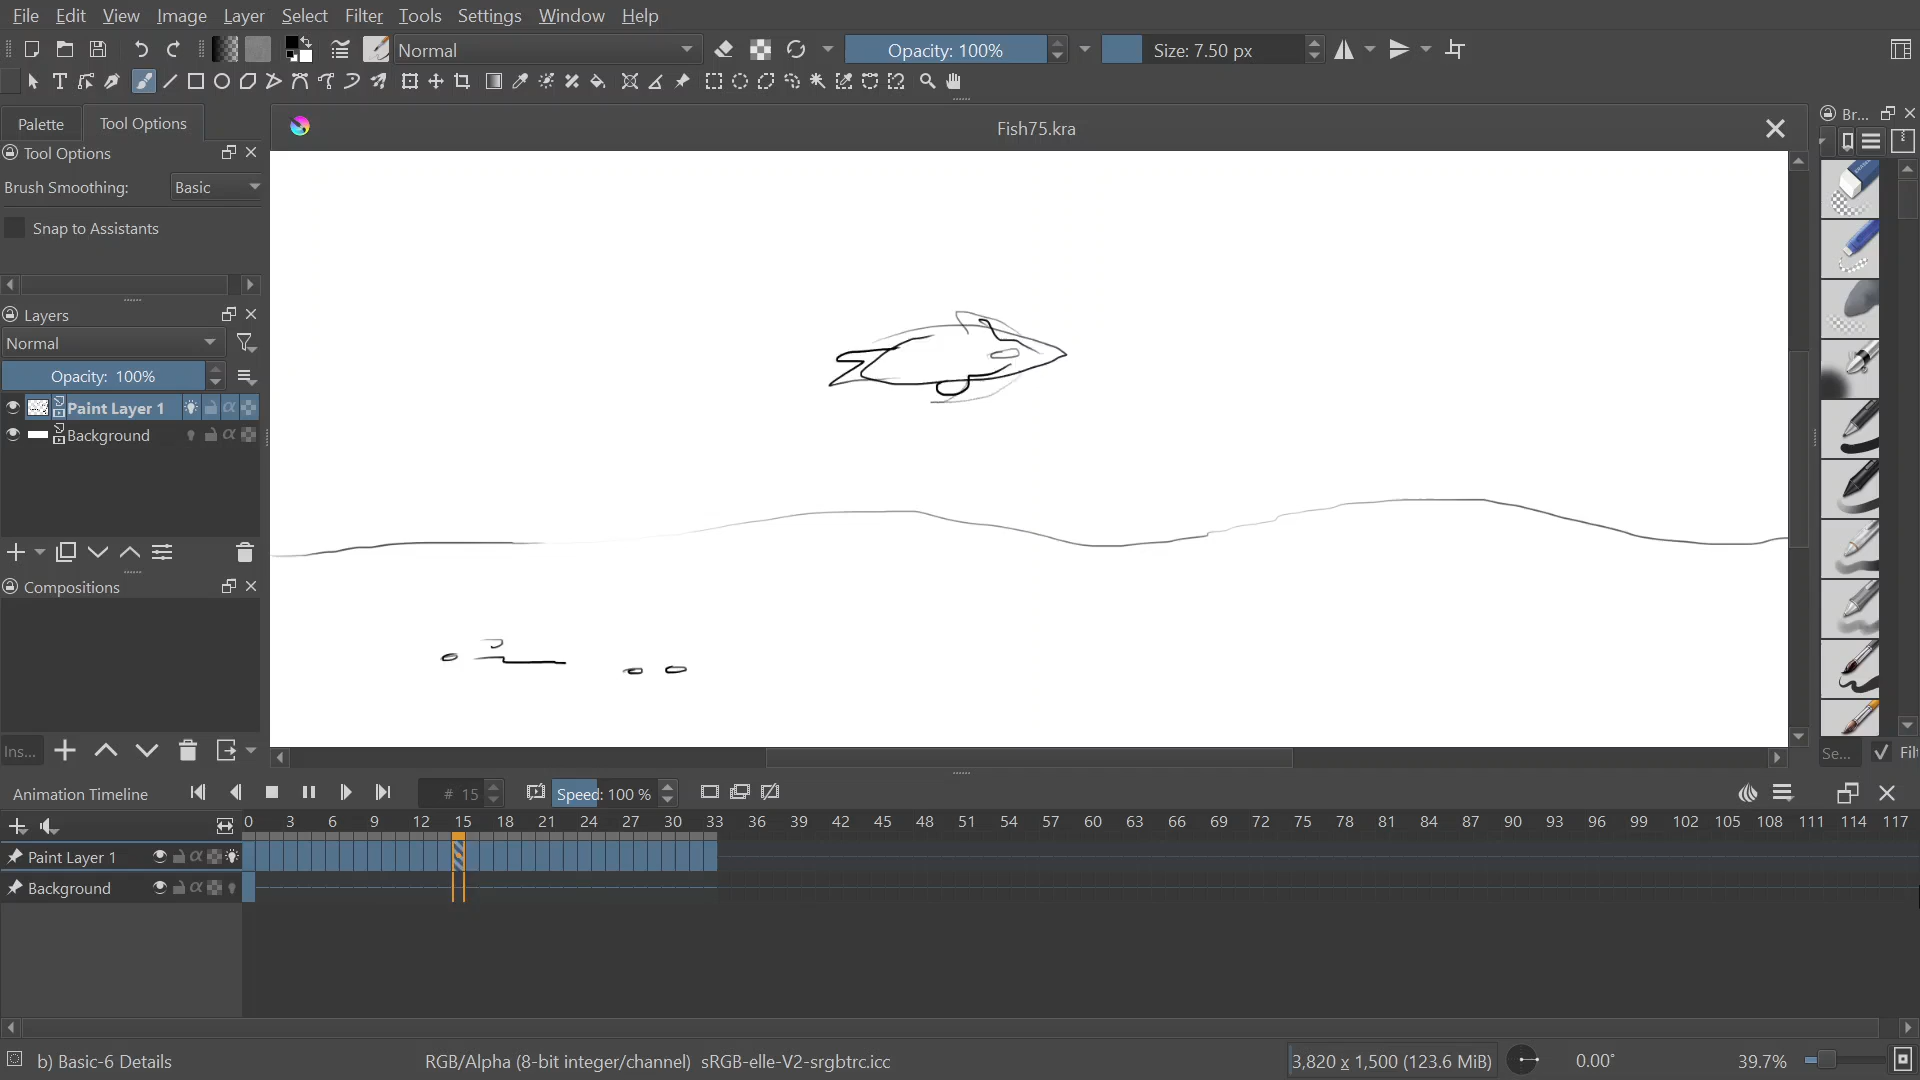 File Edit View Image Layer Select Filter Tools Settings Window Help
Normal Opacity: 100% Size: 7.50 px
Palette Tool Options
Fish75.kra
Br...
Tool Options
Brush Smoothing: Basic
Snap to Assistants
Layers
Normal
Opacity: 100%
Paint Layer 1
Background
Compositions
Ins...
Se...
Animation Timeline # 15 Speed: 100 %
0 3 6 9 12 15 18 21 24 27 30 33 36 39 42 45 48 51 54 57 60 63 66 69 72 75 78 81 84 87 90 93 96 99 102 105 108 111 114 117
Paint Layer 1
Background
b) Basic-6 Details RGB/Alpha (8-bit integer/channel) sRGB-elle-V2-srgbtrc.icc 3,820 x 1,500 (123.6 MiB) 0.00° 39.7%